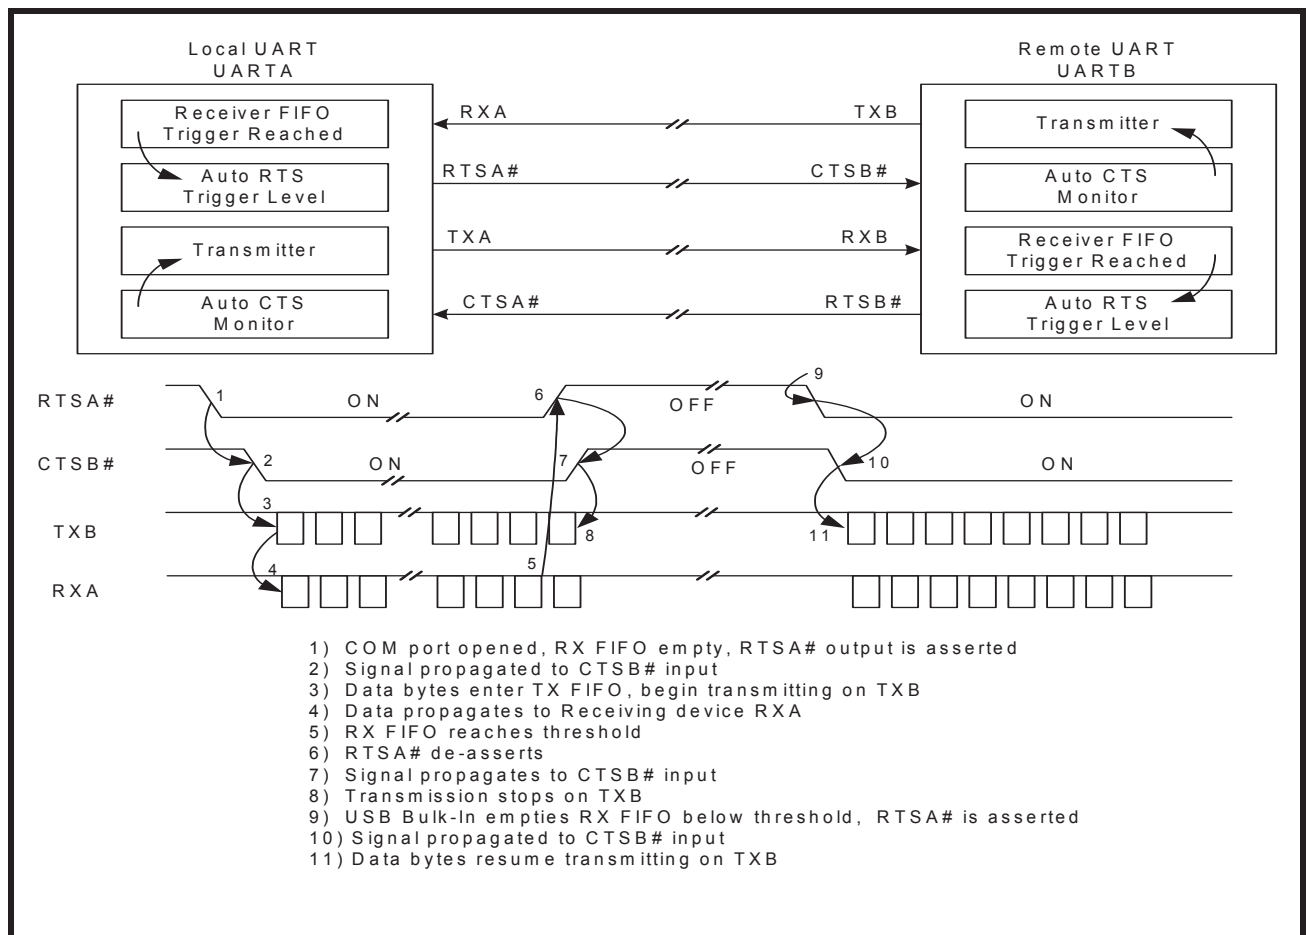 Local UART
UARTA
Remote UART
UARTB
Receiver FIFO
Trigger Reached
Auto RTS
Trigger Level
Transmitter
Auto CTS
Monitor
RXA
TXB
RTSA#
CTSB#
TXA
RXB
CTSA#
RTSB#
Transmitter
Auto CTS
Monitor
Receiver FIFO
Trigger Reached
Auto RTS
Trigger Level
RTSA#
1
ON
6
OFF
9
ON
CTSB#
2
ON
7
OFF
10
ON
TXB
3
8
11
RXA
4
5
1) COM port opened, RX FIFO empty, RTSA# output is asserted
2) Signal propagated to CTSB# input
3) Data bytes enter TX FIFO, begin transmitting on TXB
4) Data propagates to Receiving device RXA
5) RX FIFO reaches threshold
6) RTSA# de-asserts
7) Signal propagates to CTSB# input
8) Transmission stops on TXB
9) USB Bulk-In empties RX FIFO below threshold, RTSA# is asserted
10) Signal propagated to CTSB# input
11) Data bytes resume transmitting on TXB